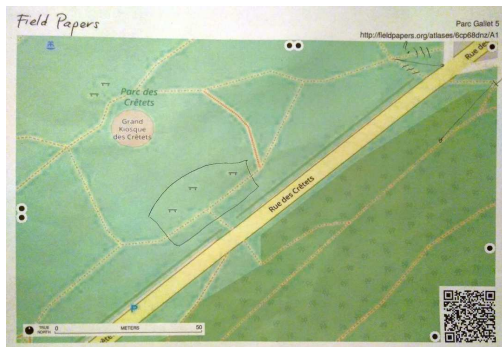 Field Papers
Parc Gallet 5
http://fieldpapers.org/atlases/6cp68dnz/A1
Rue des
Parc des
Crêtets
Grand
Kiosque
des Crêtets
Rue des Crêtets
P
TRUE
NORTH
0
METERS
50